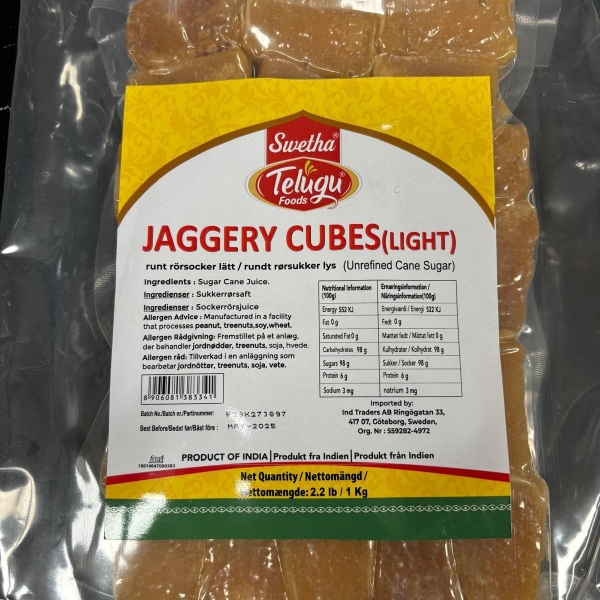 Swetha®
Telugu®
Foods
JAGGERY CUBES(LIGHT)
runt rörsocker lätt / rundt rørsukker lys (Unrefined Cane Sugar)
Ingredients : Sugar Cane Juice.
Ingredienser : Sukkerrørsaft
Ingredienser : Sockerrörsjuice
Allergen Advice : Manufactured in a facility
that processes peanut, treenuts,soy,wheat.
Allergen Rådgivning: Fremstillet på et anlæg,
der behandler jordnødder, treenuts, soja, hvede.
Allergen råd: Tillverkad i en anläggning som
bearbetar jordnötter, treenuts, soja, vete.
8 906081 383341
Batch No./Batch nr./Partinummer:
Best Before/Bedst før/Bäst före : MAY-2025
Nutritional Information (100g) Ernæringsinformation / Näringsinformation(100g)
Energy 552 KJ Energiværdi / Energi 522 KJ
Fat 0 g Fedt 0 g
Saturated Fat 0 g Mættet fedt / Mättat fett 0 g
Carbohydrates 98 g Kulhydrater / Kolhydrat 98 g
Sugars 98 g Sukker / Socker 98 g
Protein 6 g Protein 6 g
Sodium 3 mg natrium 3 mg
Imported by:
Ind Traders AB Ringögatan 33,
417 07, Göteborg, Sweden,
Org. Nr : 559282-4972
fssai
PRODUCT OF INDIA|Produkt fra Indien|Produkt från Indien
Net Quantity / Nettomängd /
Nettomængde: 2.2 lb / 1 Kg